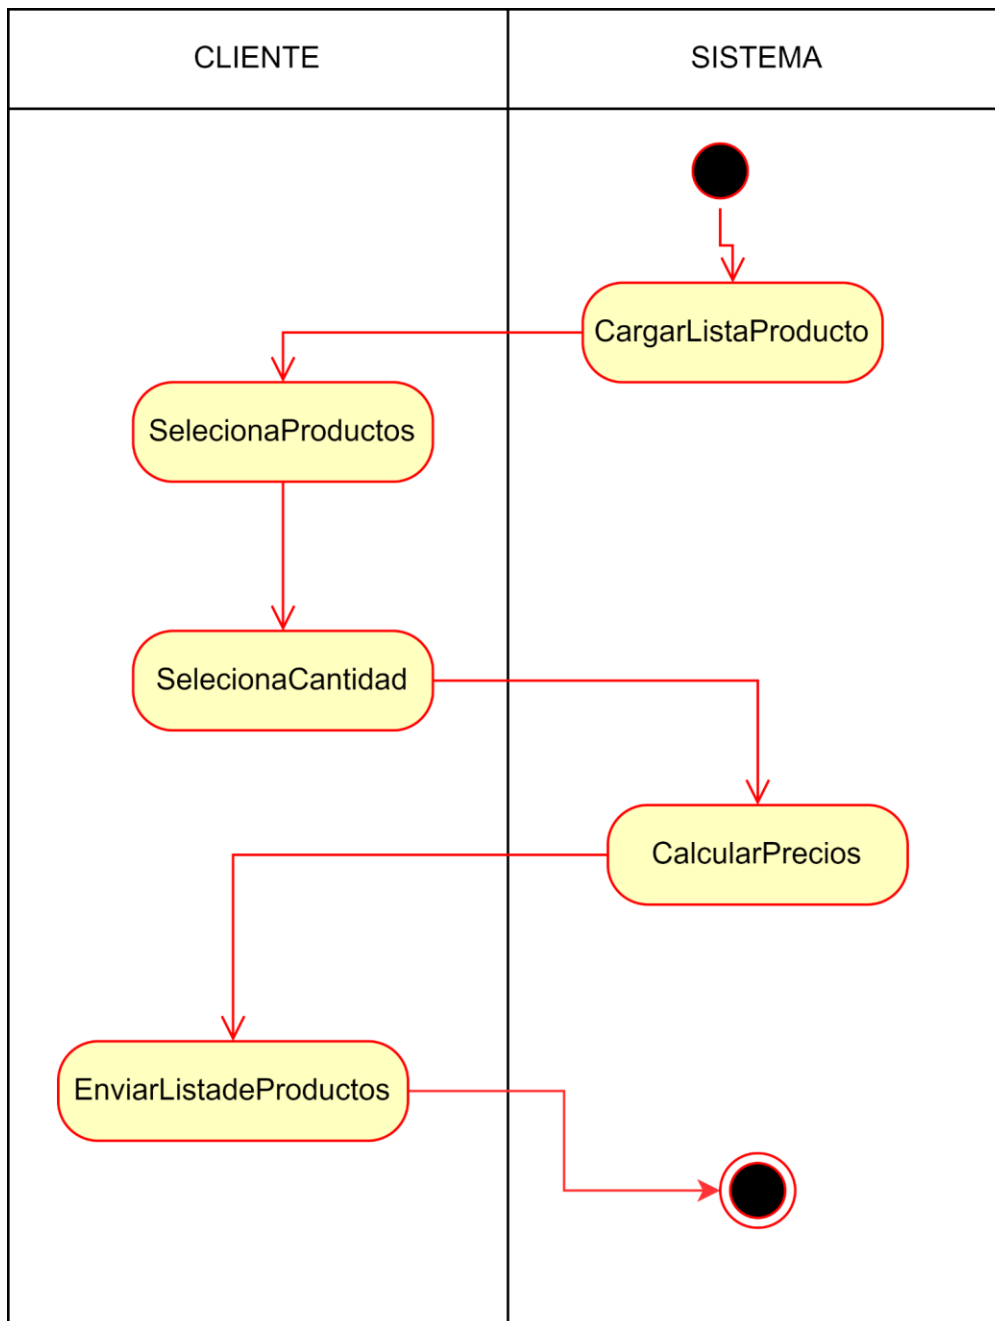 CLIENTE
SISTEMA
CargarListaProducto
SelecionaProductos
SelecionaCantidad
CalcularPrecios
EnviarListadeProductos